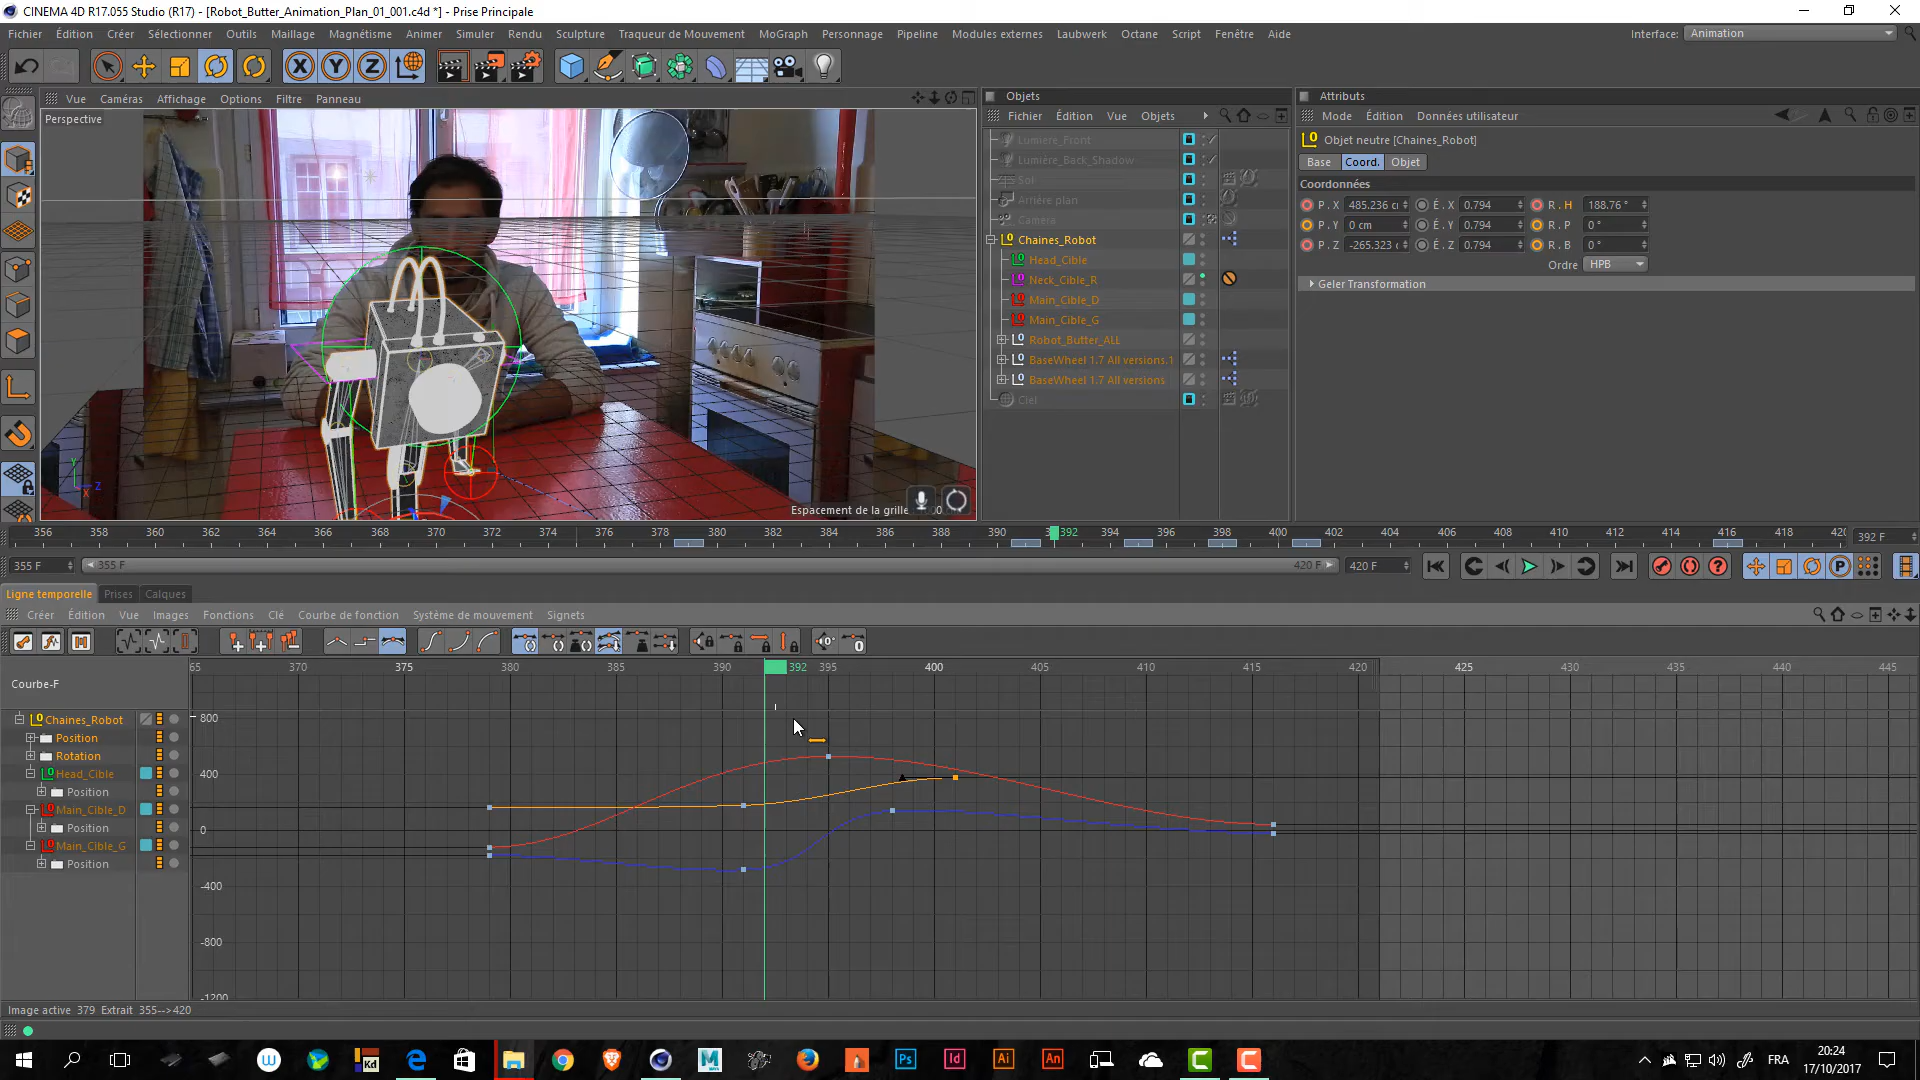 CINEMA 4D R17.055 Studio (R17) - [Robot_Butter_Animation_Plan_01_001.c4d *] - Prise Principale
Fichier Édition Créer Sélectionner Outils Maillage Magnétisme Animer Simuler Rendu Sculpture Traqueur de Mouvement MoGraph Personnage Pipeline Modules externes Laubwerk Octane Script Fenêtre Aide Interface: Animation
X Y Z
Vue Caméras Affichage Options Filtre Panneau
Perspective
Espacement de la grille
Y Z X
Objets
Fichier Édition Vue Objets
Lumiere_Front
Lumière_Back_Shadow
Sol
Arrière plan
Camera
Chaines_Robot
Head_Cible
Neck_Cible_R
Main_Cible_D
Main_Cible_G
Robot_Butter_ALL
BaseWheel 1.7 All versions.1
BaseWheel 1.7 All versions
Ciel
Attributs
Mode Édition Données utilisateur
Objet neutre [Chaines_Robot]
Base Coord. Objet
Coordonnées
P . X 485.236 c É . X 0.794 R . H 188.76 °
P . Y 0 cm É . Y 0.794 R . P 0 °
P . Z -265.323 c É . Z 0.794 R . B 0 °
Ordre HPB
Geler Transformation
356 358 360 362 364 366 368 370 372 374 376 378 380 382 384 386 388 390 392 394 396 398 400 402 404 406 408 410 412 414 416 418 420 392 F
355 F 355 F 420 F 420 F
Ligne temporelle Prises Calques
Créer Édition Vue Images Fonctions Clé Courbe de fonction Système de mouvement Signets
65 370 375 380 385 390 392 395 400 405 410 415 420 425 430 435 440 445
Courbe-F
Chaines_Robot
Position
Rotation
Head_Cible
Position
Main_Cible_D
Position
Main_Cible_G
Position
800
400
0
-400
-800
-1200
Image active 379 Extrait 355-->420
Kd Ps Id Ai An FRA 20:24
17/10/2017